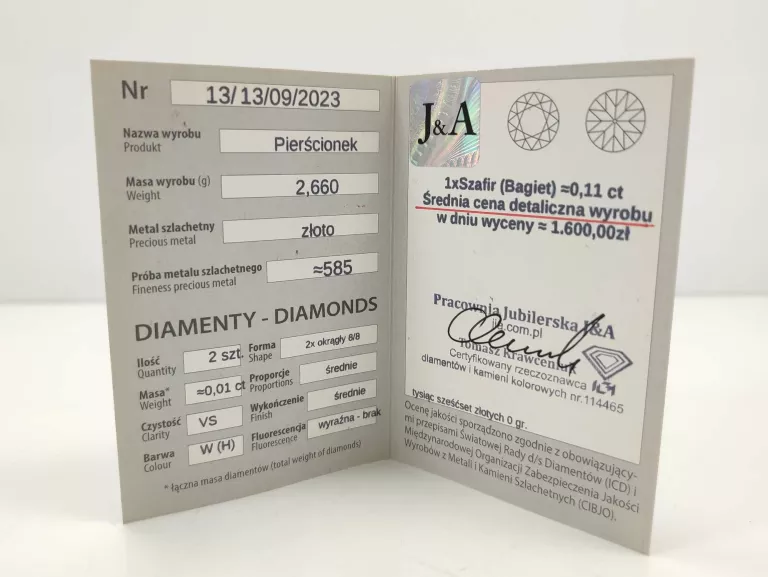 Nr 13/13/09/2023
Nazwa wyrobu
Produkt
Pierścionek
Masa wyrobu (g)
Weight
2,660
Metal szlachetny
Precious metal
złoto
Próba metalu szlachetnego
Fineness precious metal
≈585
DIAMENTY - DIAMONDS
Ilość
Quantity
2 szt.
Forma
Shape
2x okrągły 8/8
Masa*
Weight
≈0,01 ct
Proporcje
Proportions
średnie
Czystość
Clarity
VS
Wykończenie
Finish
średnie
Barwa
Colour
W (H)
Fluorescencja
Fluorescence
wyraźna - brak
* łączna masa diamentów (total weight of diamonds)
J&A
1xSzafir (Bagiet) ≈0,11 ct
Średnia cena detaliczna wyrobu
w dniu wyceny ≈ 1.600,00zł
Pracownia Jubilerska J&A
jja.com.pl
Tomasz Krawceniuk
Certyfikowany rzeczoznawca
diamentów i kamieni kolorowych nr.114465
tysiąc sześćset złotych 0 gr.
Ocenę jakości sporządzono zgodnie z obowiązujący-
mi przepisami Światowej Rady d/s Diamentów (ICD) i
Międzynarodowej Organizacji Zabezpieczenia Jakości
Wyrobów z Metali i Kamieni Szlachetnych (CIBJO).